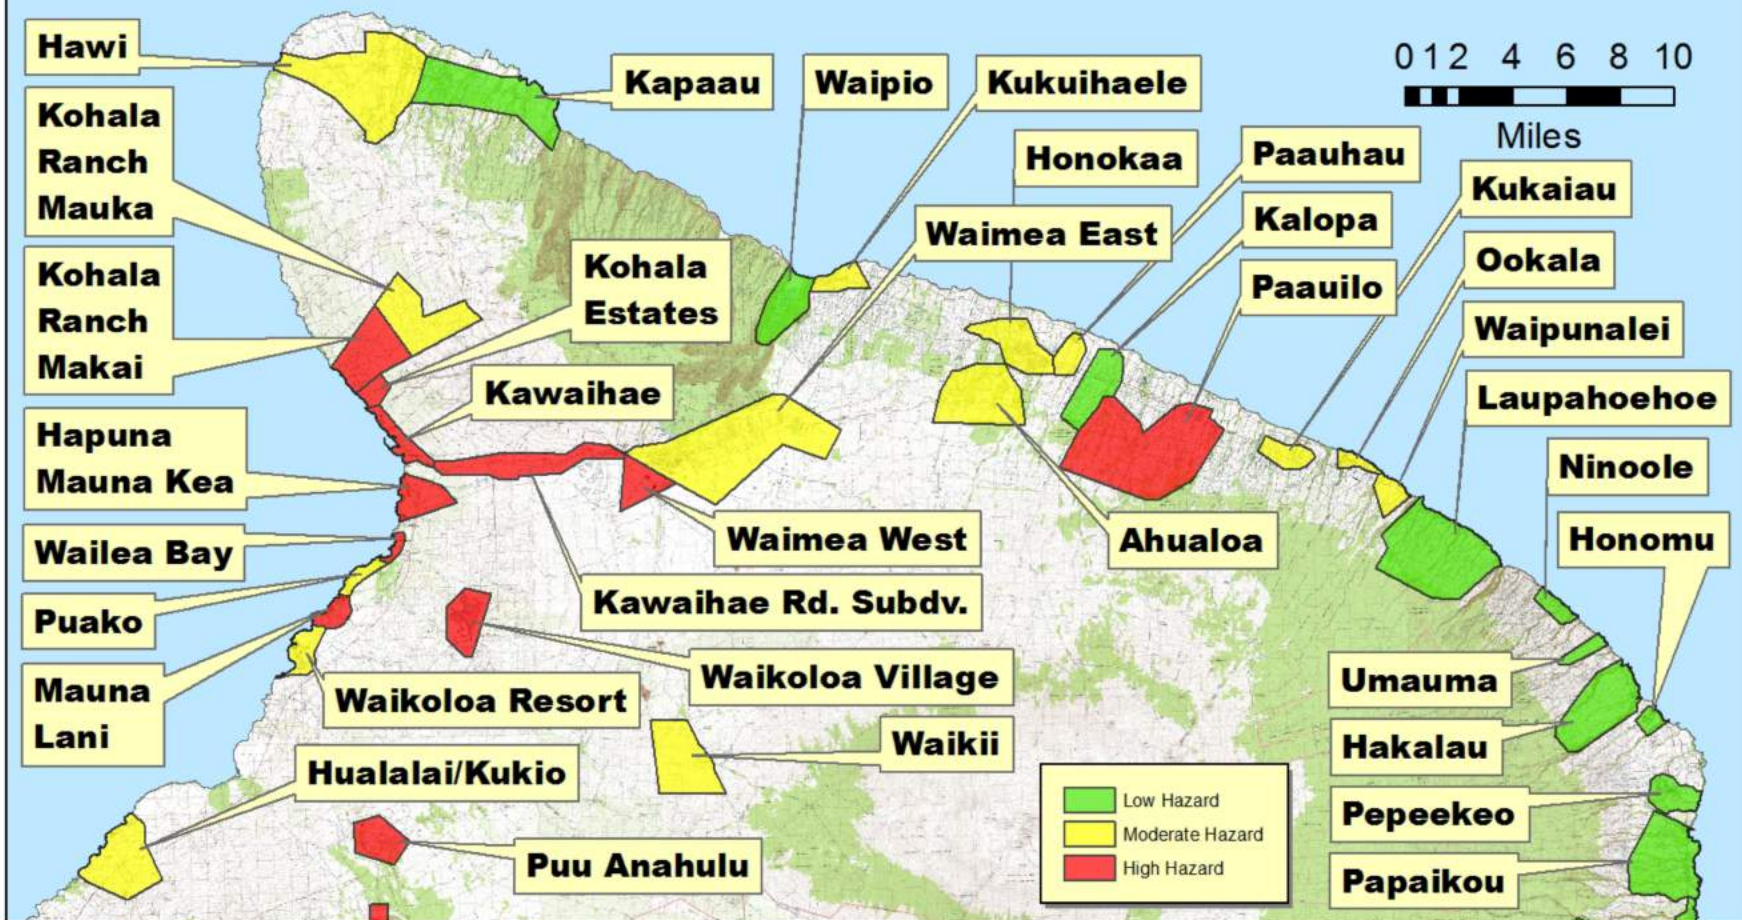 Hawi
Kapaau
Waipio
Kukuihaele
0 1 2 4 6 8 10
Miles
Kohala
Ranch
Mauka
Honokaa
Paauhau
Kukaiau
Waimea East
Kalopa
Kohala
Ranch
Makai
Kohala
Estates
Paauilo
Ookala
Waipunalei
Kawaihae
Laupahoehoe
Hapuna
Mauna Kea
Ninoole
Wailea Bay
Waimea West
Ahualoa
Honomu
Puako
Kawaihae Rd. Subdv.
Mauna
Lani
Waikoloa Resort
Waikoloa Village
Umauma
Waikii
Hakalau
Hualalai/Kukio
Low Hazard
Moderate Hazard
High Hazard
Pepeekeo
Puu Anahulu
Papaikou